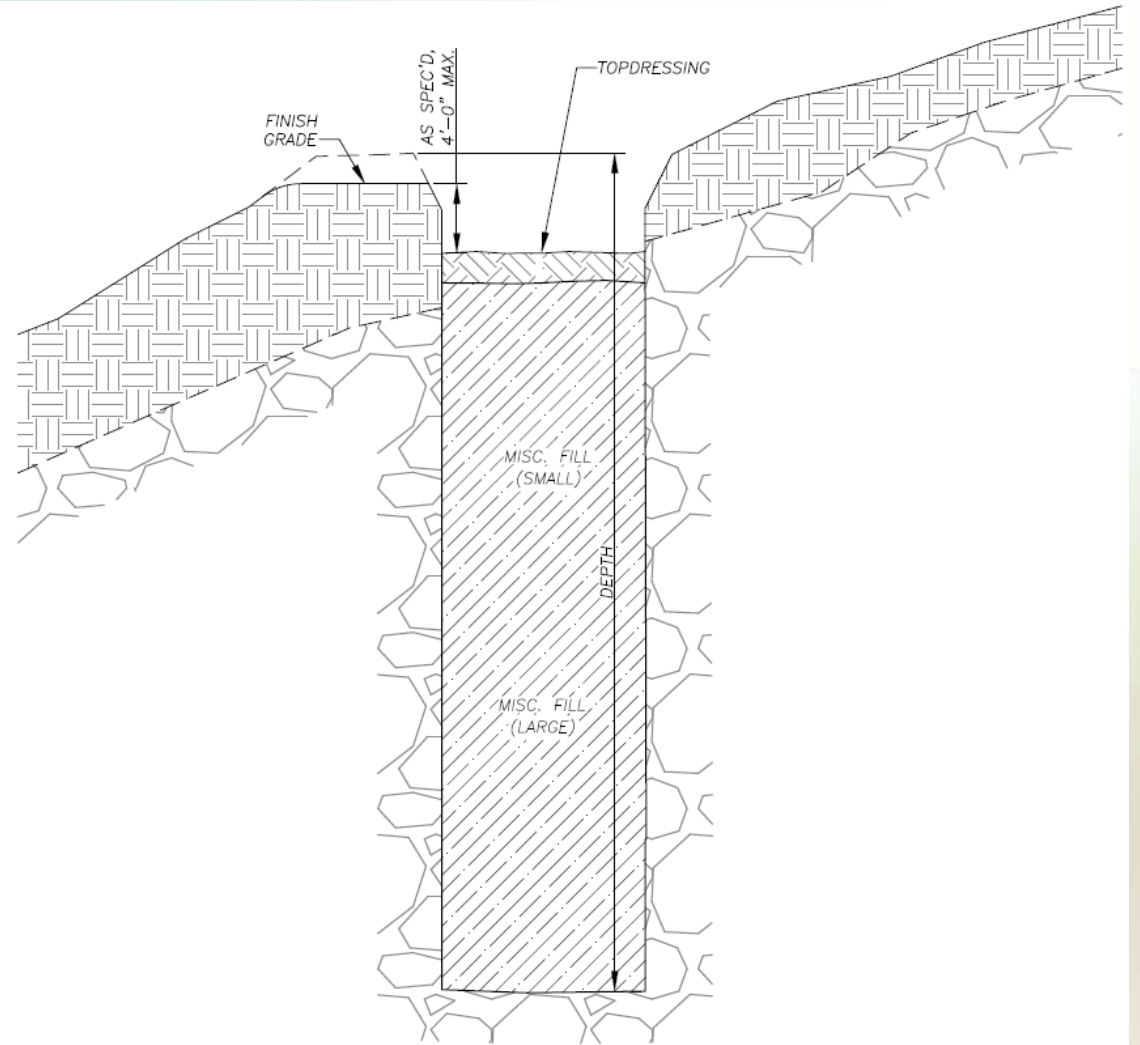 AS SPEC'D,
4'-0" MAX.
TOPDRESSING
FINISH
GRADE
MISC. FILL
(SMALL)
DEPTH
MISC. FILL
(LARGE)